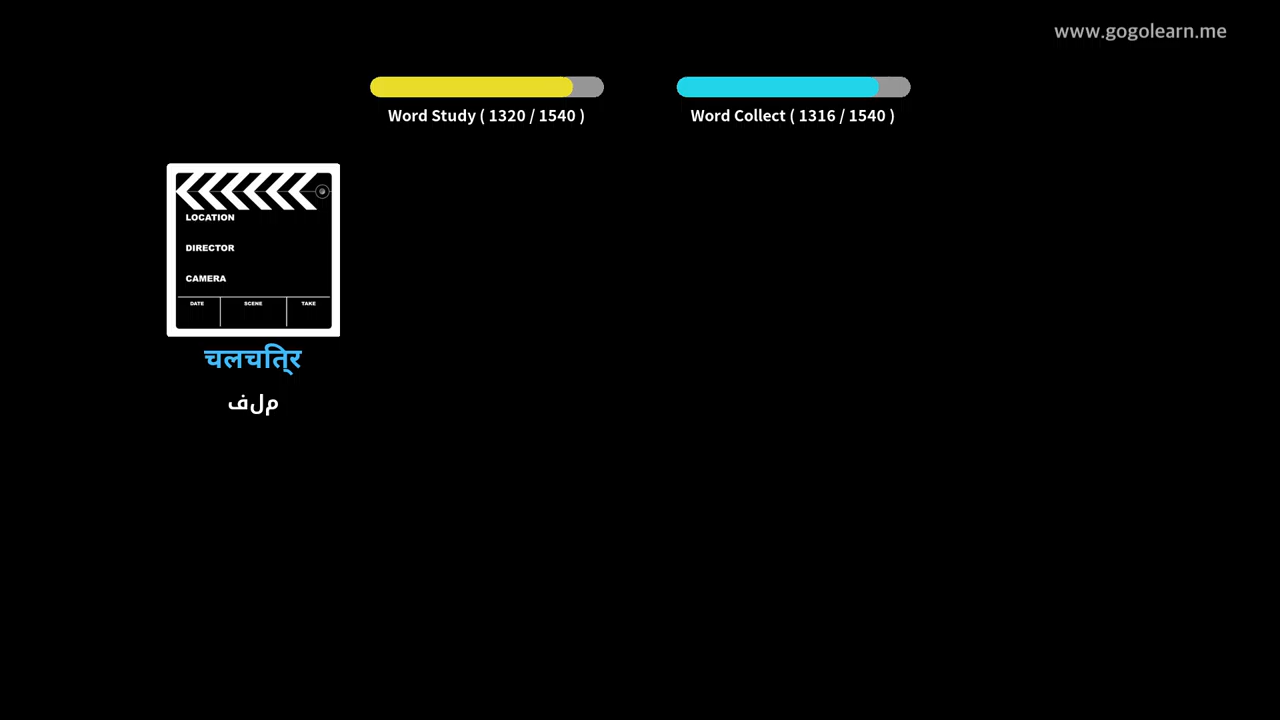 www.gogolearn.me
Word Study ( 1320 / 1540 )
Word Collect ( 1316 / 1540 )
LOCATION
DIRECTOR
CAMERA
DATE
SCENE
TAKE
चलचित्र
فلم